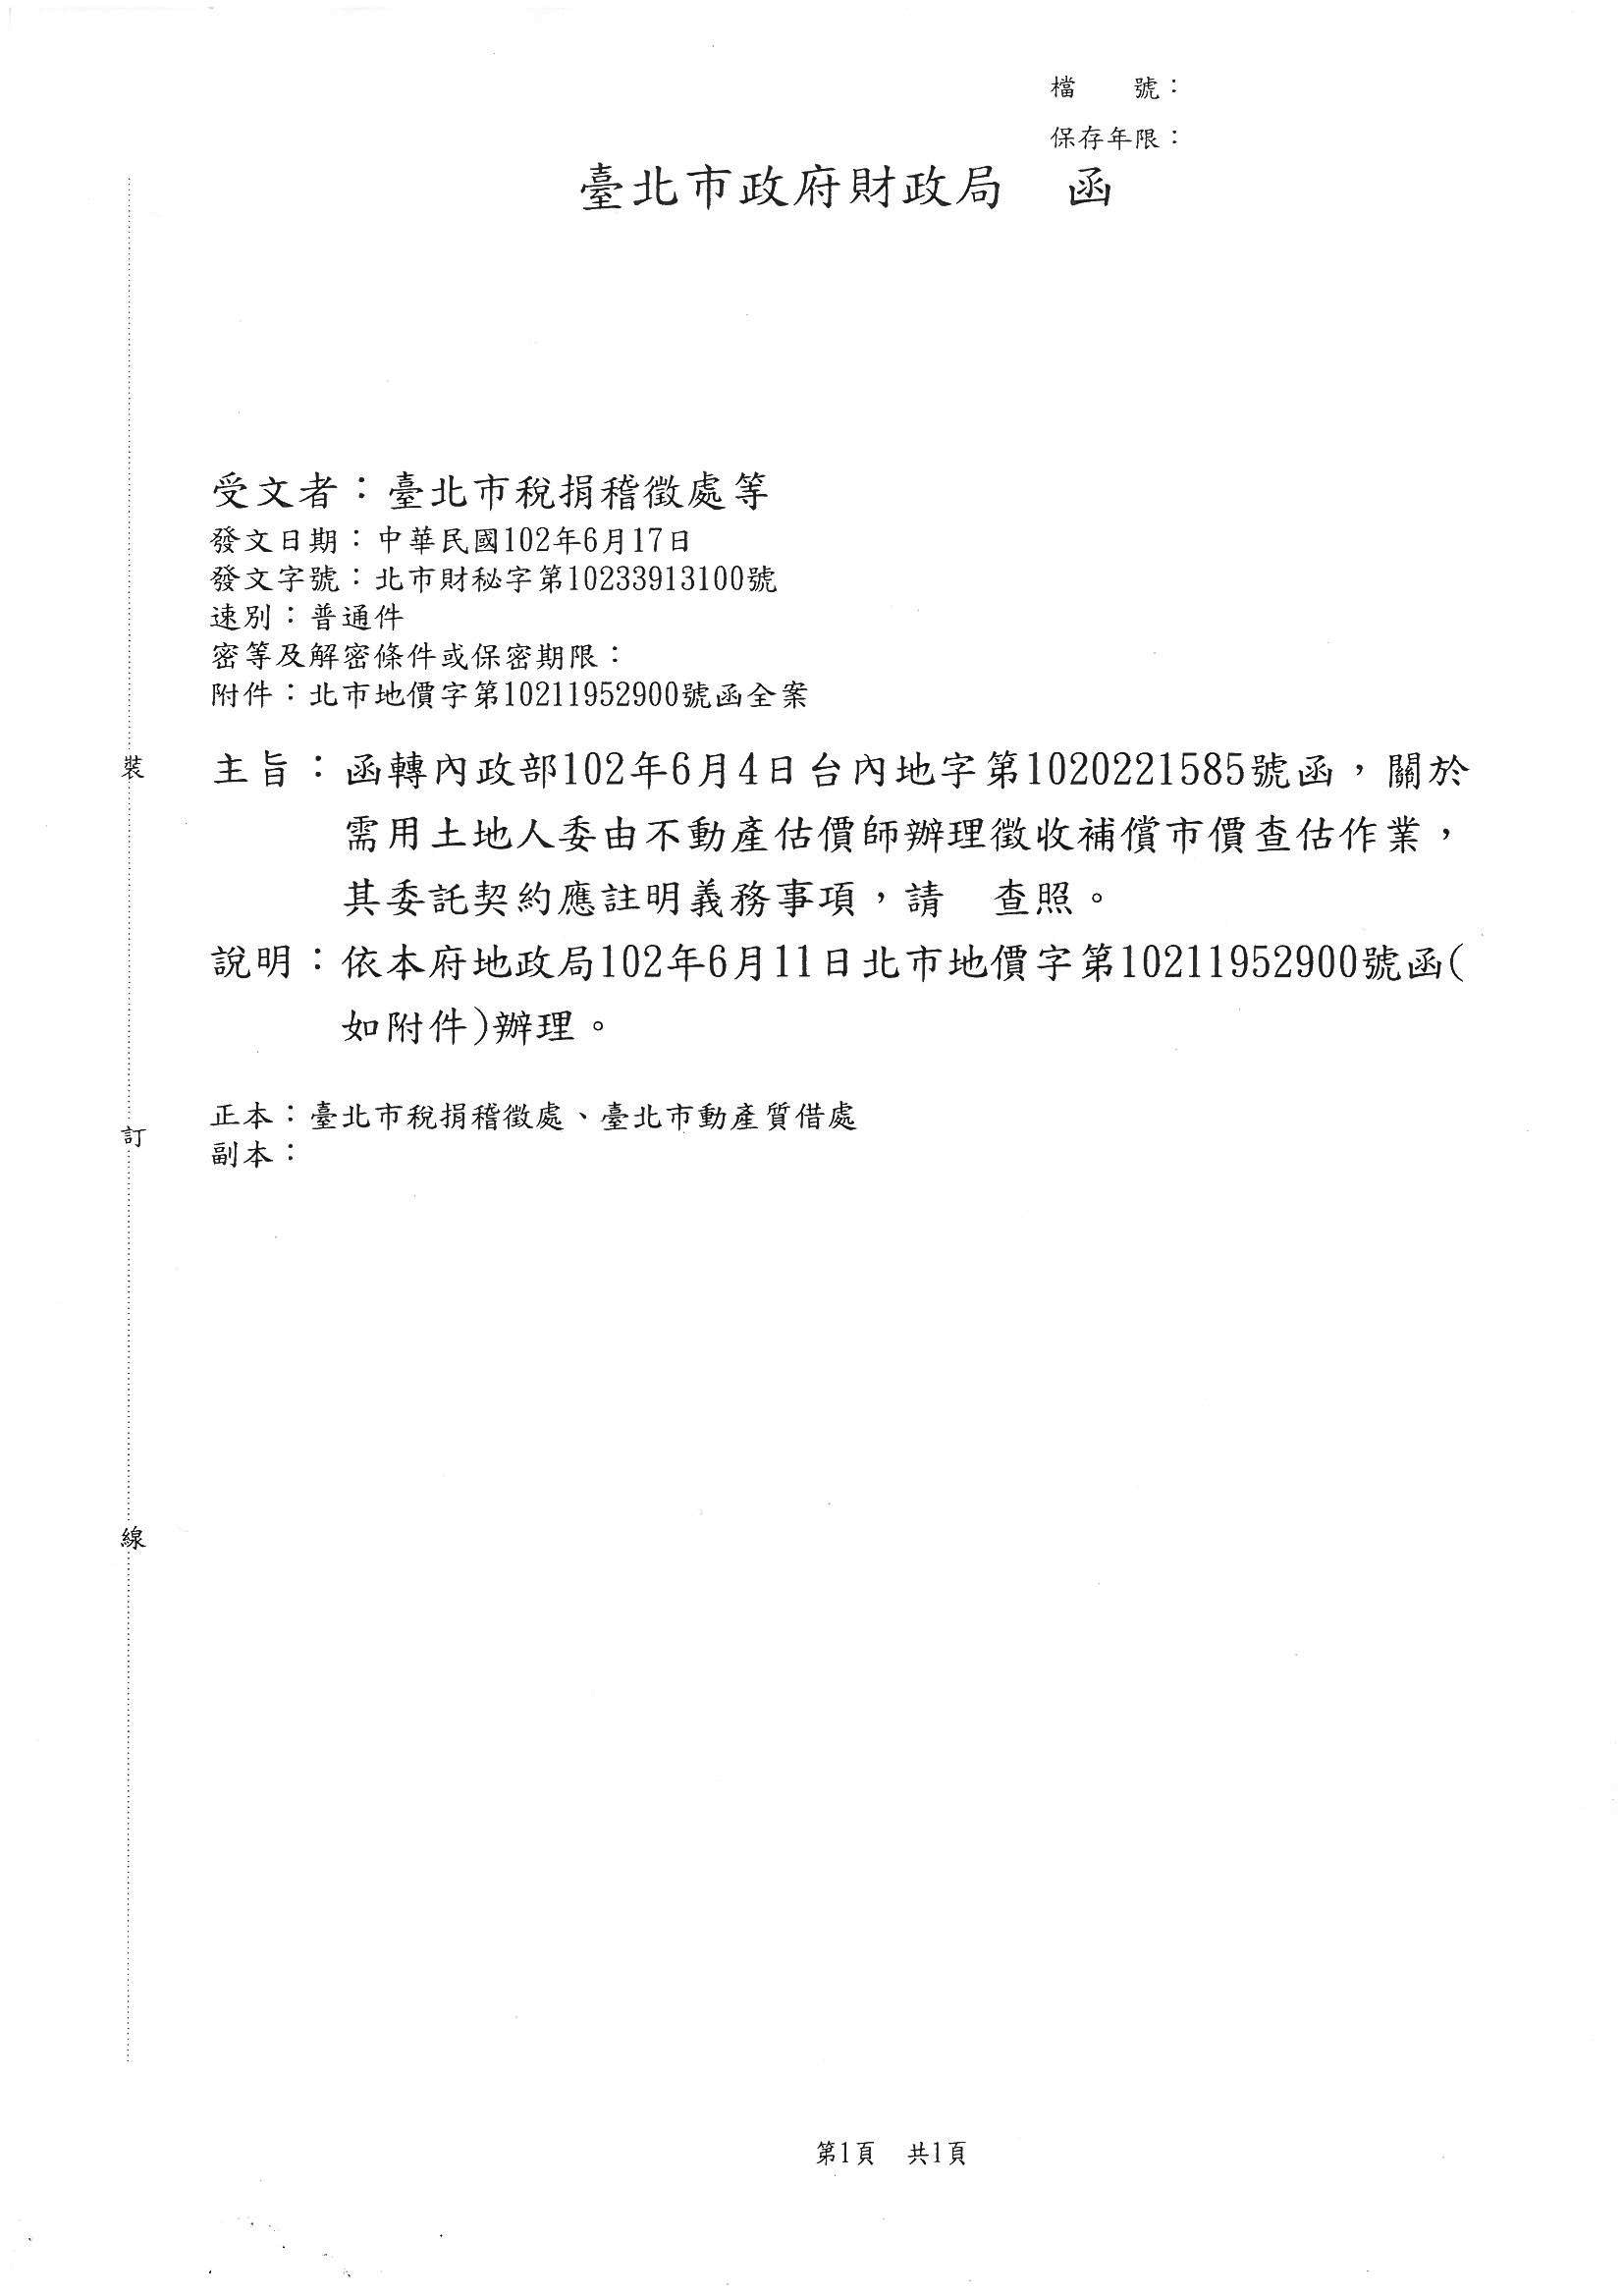 檔　　號：
保存年限：
臺北市政府財政局　函
受文者：臺北市稅捐稽徵處等
發文日期：中華民國102年6月17日
發文字號：北市財秘字第10233913100號
速別：普通件
密等及解密條件或保密期限：
附件：北市地價字第10211952900號函全案
主旨：函轉內政部102年6月4日台內地字第1020221585號函，關於
需用土地人委由不動產估價師辦理徵收補償市價查估作業，
其委託契約應註明義務事項，請　查照。
說明：依本府地政局102年6月11日北市地價字第10211952900號函(
如附件)辦理。
正本：臺北市稅捐稽徵處、臺北市動產質借處
副本：
裝
訂
線
第1頁　共1頁